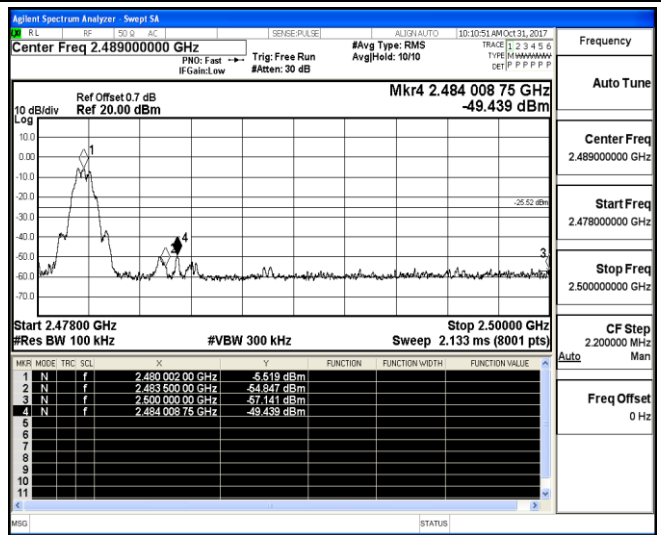 Agilent Spectrum Analyzer - Swept SA
RL RF 50 Ω AC SENSE:PULSE ALIGN AUTO 10:10:51 AM Oct 31, 2017
Center Freq 2.489000000 GHz
PNO: Fast
IFGain:Low
Trig: Free Run
#Atten: 30 dB
#Avg Type: RMS
Avg|Hold: 10/10
TRACE 1 2 3 4 5 6
TYPE M W W W W W
DET P P P P P P
Frequency
Auto Tune
Center Freq
2.489000000 GHz
Start Freq
2.478000000 GHz
Stop Freq
2.500000000 GHz
CF Step
2.200000 MHz
Auto Man
Freq Offset
0 Hz
Mkr4 2.484 008 75 GHz
-49.439 dBm
Ref Offset 0.7 dB
10 dB/div Ref 20.00 dBm
Log
10.0
0.00
-10.0
-20.0
-30.0
-40.0
-50.0
-60.0
-70.0
1
2
4
3
-25.52 dBm
Start 2.47800 GHz Stop 2.50000 GHz
#Res BW 100 kHz #VBW 300 kHz Sweep 2.133 ms (8001 pts)
MKR MODE TRC SCL X Y FUNCTION FUNCTION WIDTH FUNCTION VALUE
1 N f 2.480 002 00 GHz -5.519 dBm
2 N f 2.483 500 00 GHz -54.847 dBm
3 N f 2.500 000 00 GHz -57.141 dBm
4 N f 2.484 008 75 GHz -49.439 dBm
5
6
7
8
9
10
11
MSG STATUS